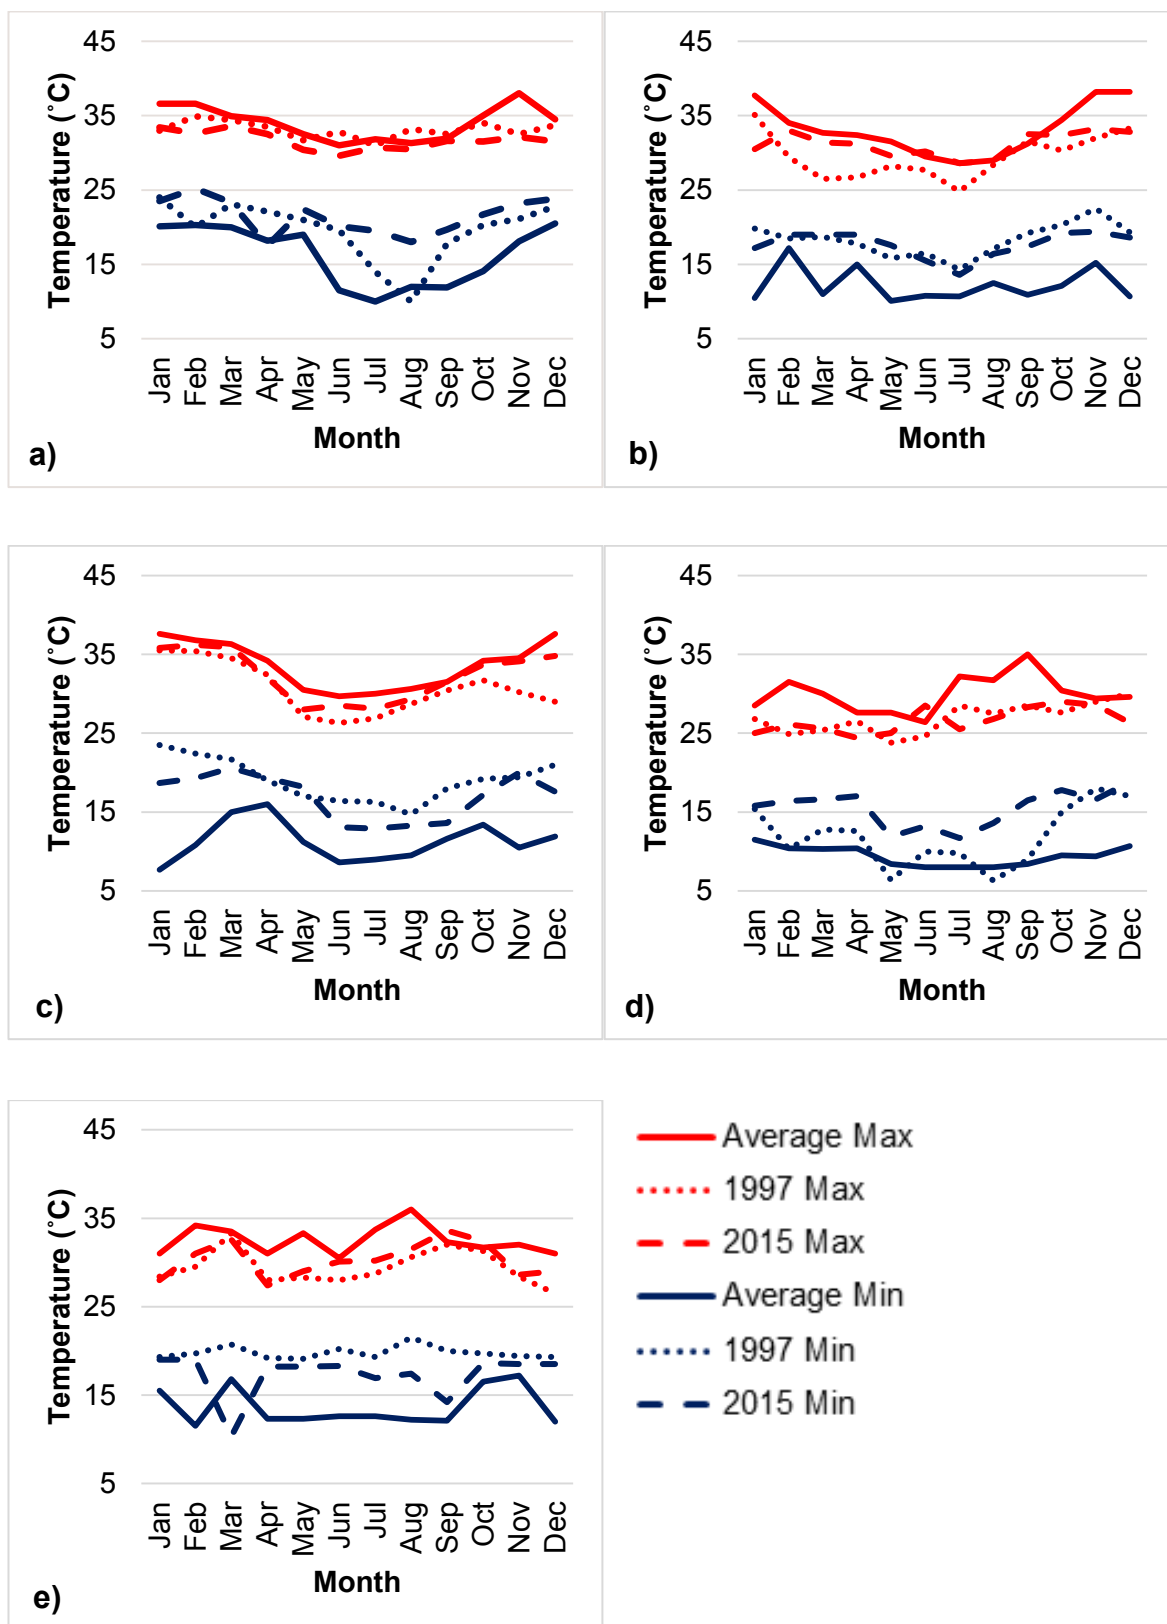 45
35
25
15
5
Temperature (˚C)
Jan
Feb
Mar
Apr
May
Jun
Jul
Aug
Sep
Oct
Nov
Dec
Month
a)
45
35
25
15
5
Temperature (˚C)
Jan
Feb
Mar
Apr
May
Jun
Jul
Aug
Sep
Oct
Nov
Dec
Month
b)
45
35
25
15
5
Temperature (˚C)
Jan
Feb
Mar
Apr
May
Jun
Jul
Aug
Sep
Oct
Nov
Dec
Month
c)
45
35
25
15
5
Temperature (˚C)
Jan
Feb
Mar
Apr
May
Jun
Jul
Aug
Sep
Oct
Nov
Dec
Month
d)
45
35
25
15
5
Temperature (˚C)
Jan
Feb
Mar
Apr
May
Jun
Jul
Aug
Sep
Oct
Nov
Dec
Month
e)
Average Max
1997 Max
2015 Max
Average Min
1997 Min
2015 Min